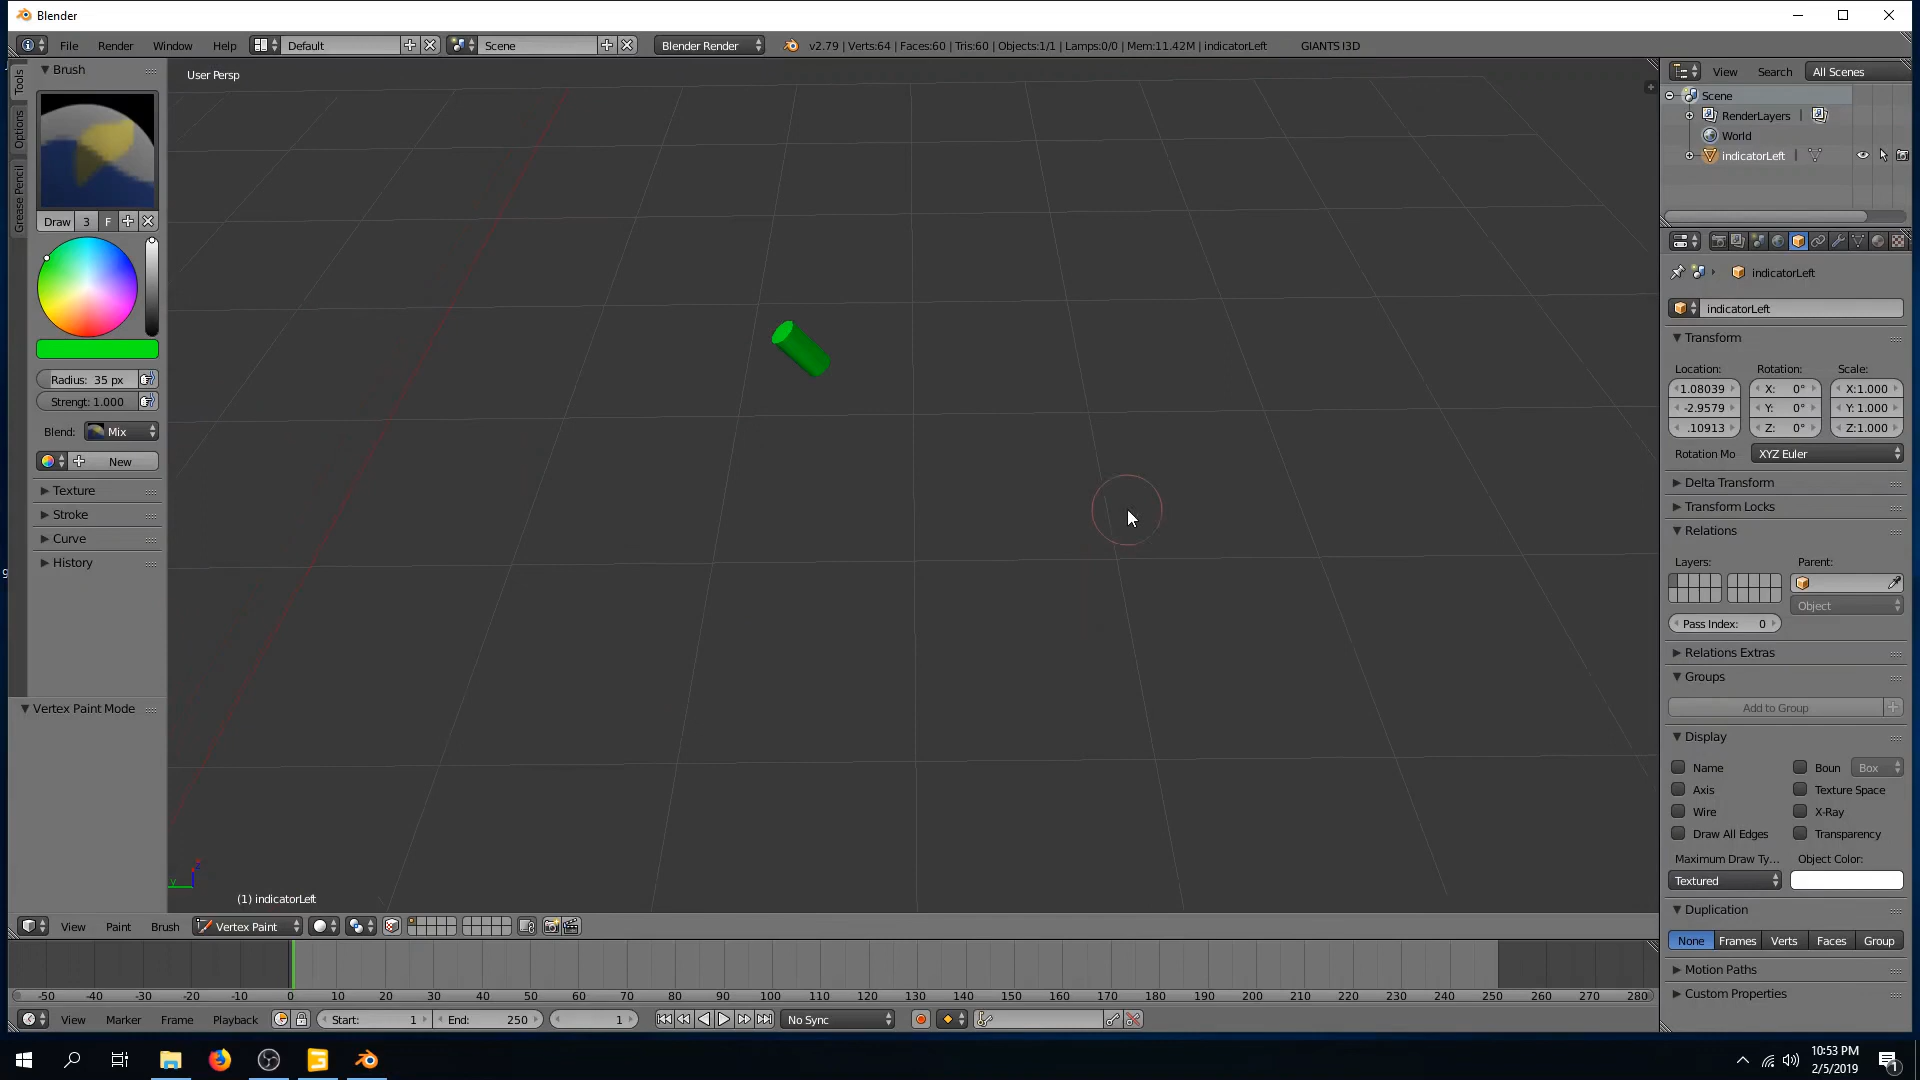 Blender
File Render Window Help Default Scene Blender Render v2.79 | Verts:64 | Faces:60 | Tris:60 | Objects:1/1 | Lamps:0/0 | Mem:11.42M | indicatorLeft GIANTS I3D
Brush
Tools
Options
Grease Pencil
Draw 3 F
Radius: 35 px
Strengt: 1.000
Blend: Mix
New
Texture
Stroke
Curve
History
Vertex Paint Mode
User Persp
(1) indicatorLeft
View Search All Scenes
Scene
RenderLayers |
World
indicatorLeft |
indicatorLeft
indicatorLeft
Transform
Location: Rotation: Scale:
1.08039 X: 0° X:1.000
-2.9579 Y: 0° Y: 1.000
.10913 Z: 0° Z:1.000
Rotation Mo XYZ Euler
Delta Transform
Transform Locks
Relations
Layers: Parent:
Object
Pass Index: 0
Relations Extras
Groups
Add to Group
Display
Name Boun Box
Axis Texture Space
Wire X-Ray
Draw All Edges Transparency
Maximum Draw Ty... Object Color:
Textured
Duplication
None Frames Verts Faces Group
Motion Paths
Custom Properties
View Paint Brush Vertex Paint
-50 -40 -30 -20 -10 0 10 20 30 40 50 60 70 80 90 100 110 120 130 140 150 160 170 180 190 200 210 220 230 240 250 260 270 280
View Marker Frame Playback Start: 1 End: 250 1 No Sync
10:53 PM
2/5/2019